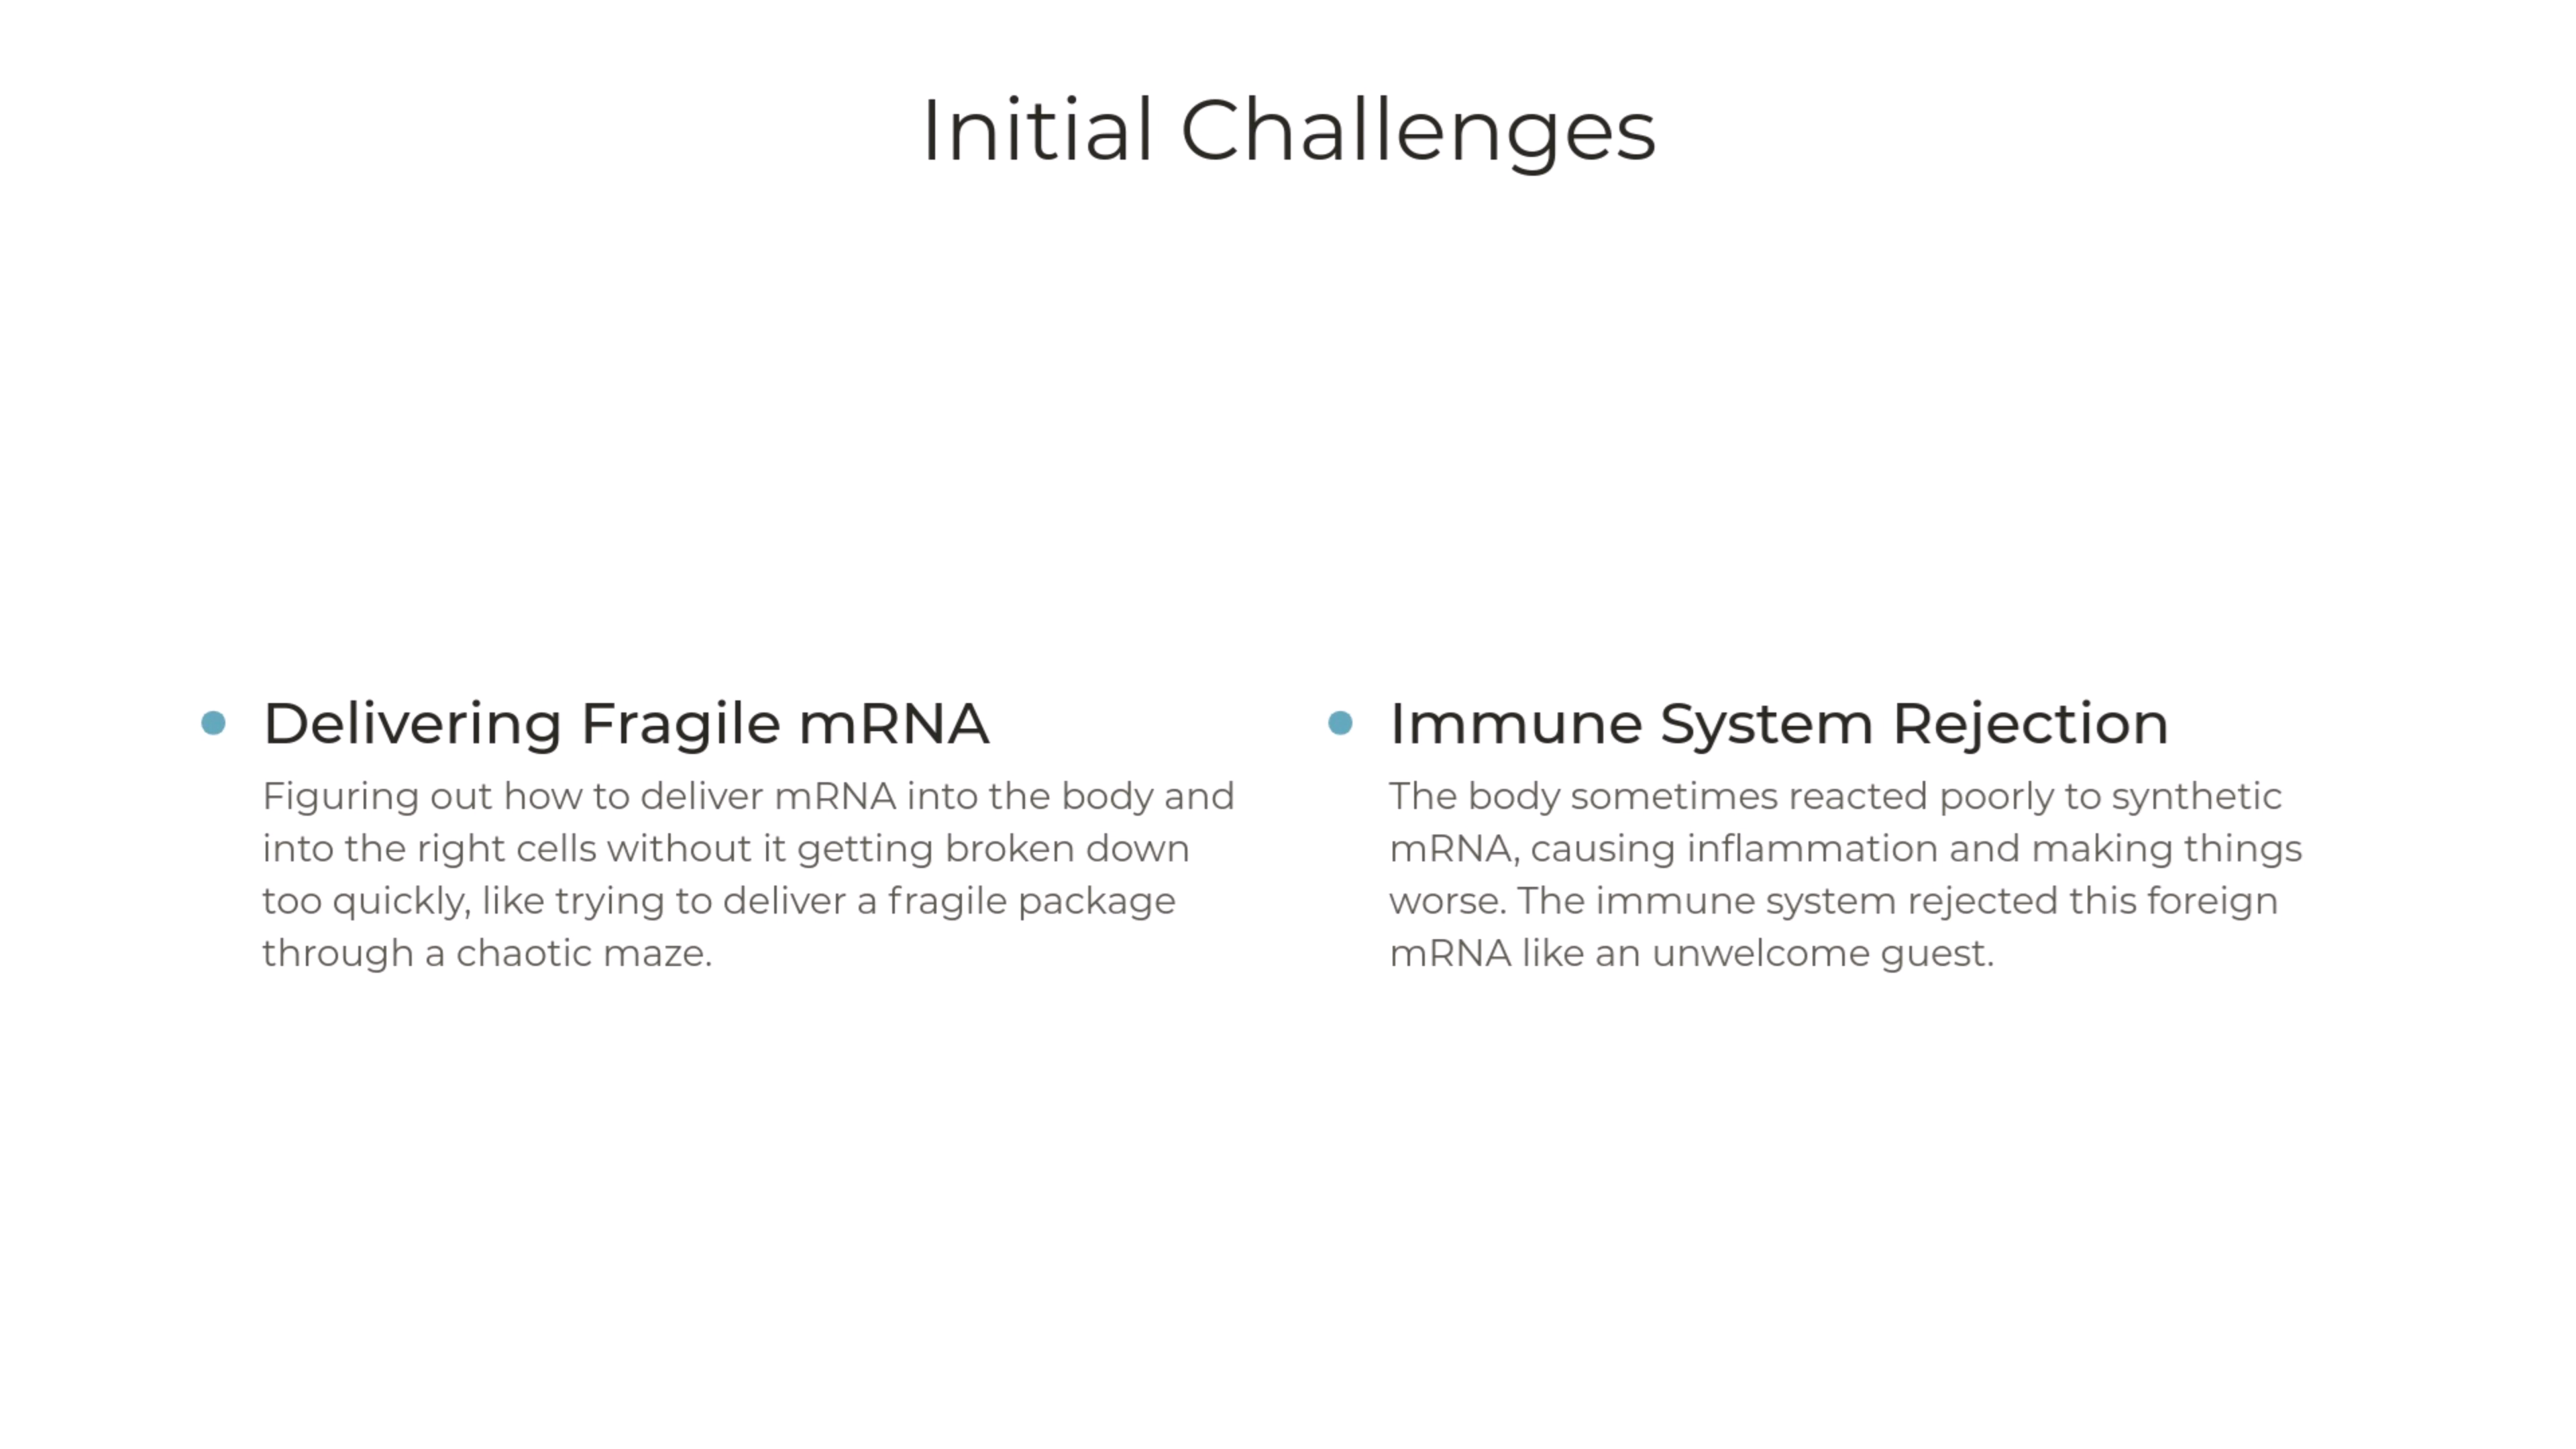 Initial Challenges
Delivering Fragile mRNA
Figuring out how to deliver mRNA into the body and
into the right cells without it getting broken down
too quickly, like trying to deliver a fragile package
through a chaotic maze.
Immune System Rejection
The body sometimes reacted poorly to synthetic
mRNA, causing inflammation and making things
worse. The immune system rejected this foreign
mRNA like an unwelcome guest.